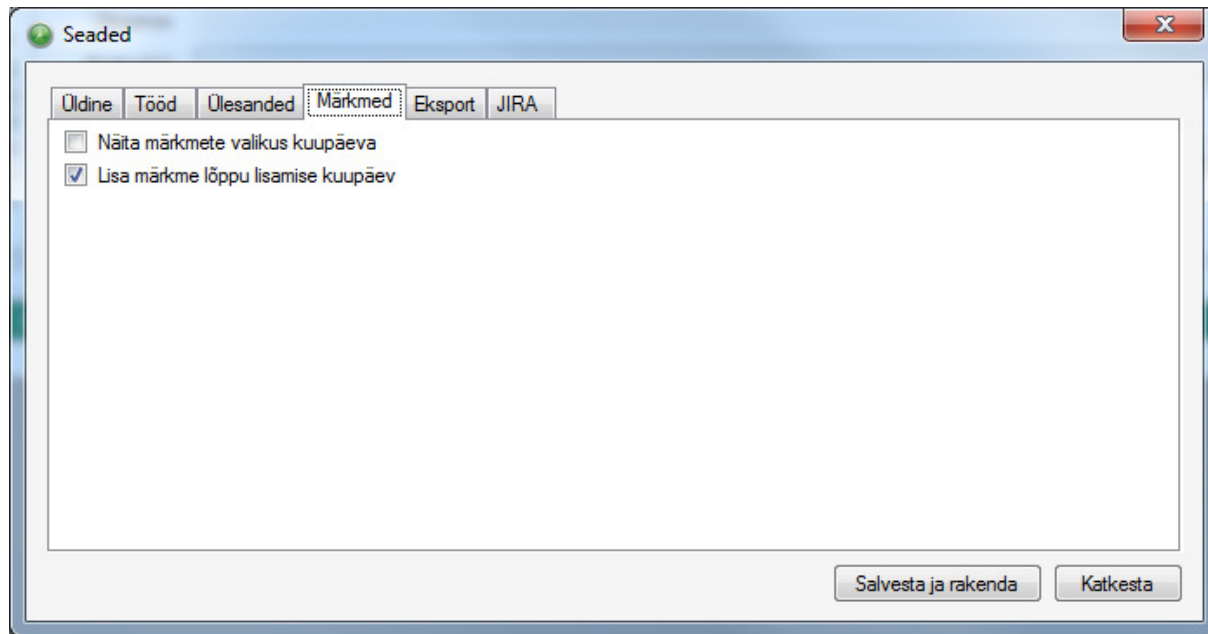 Seaded
Üldine Tööd Ülesanded Märkmed Eksport JIRA
Näita märkmete valikus kuupäeva
Lisa märkme lõppu lisamise kuupäev
Salvesta ja rakenda Katkesta